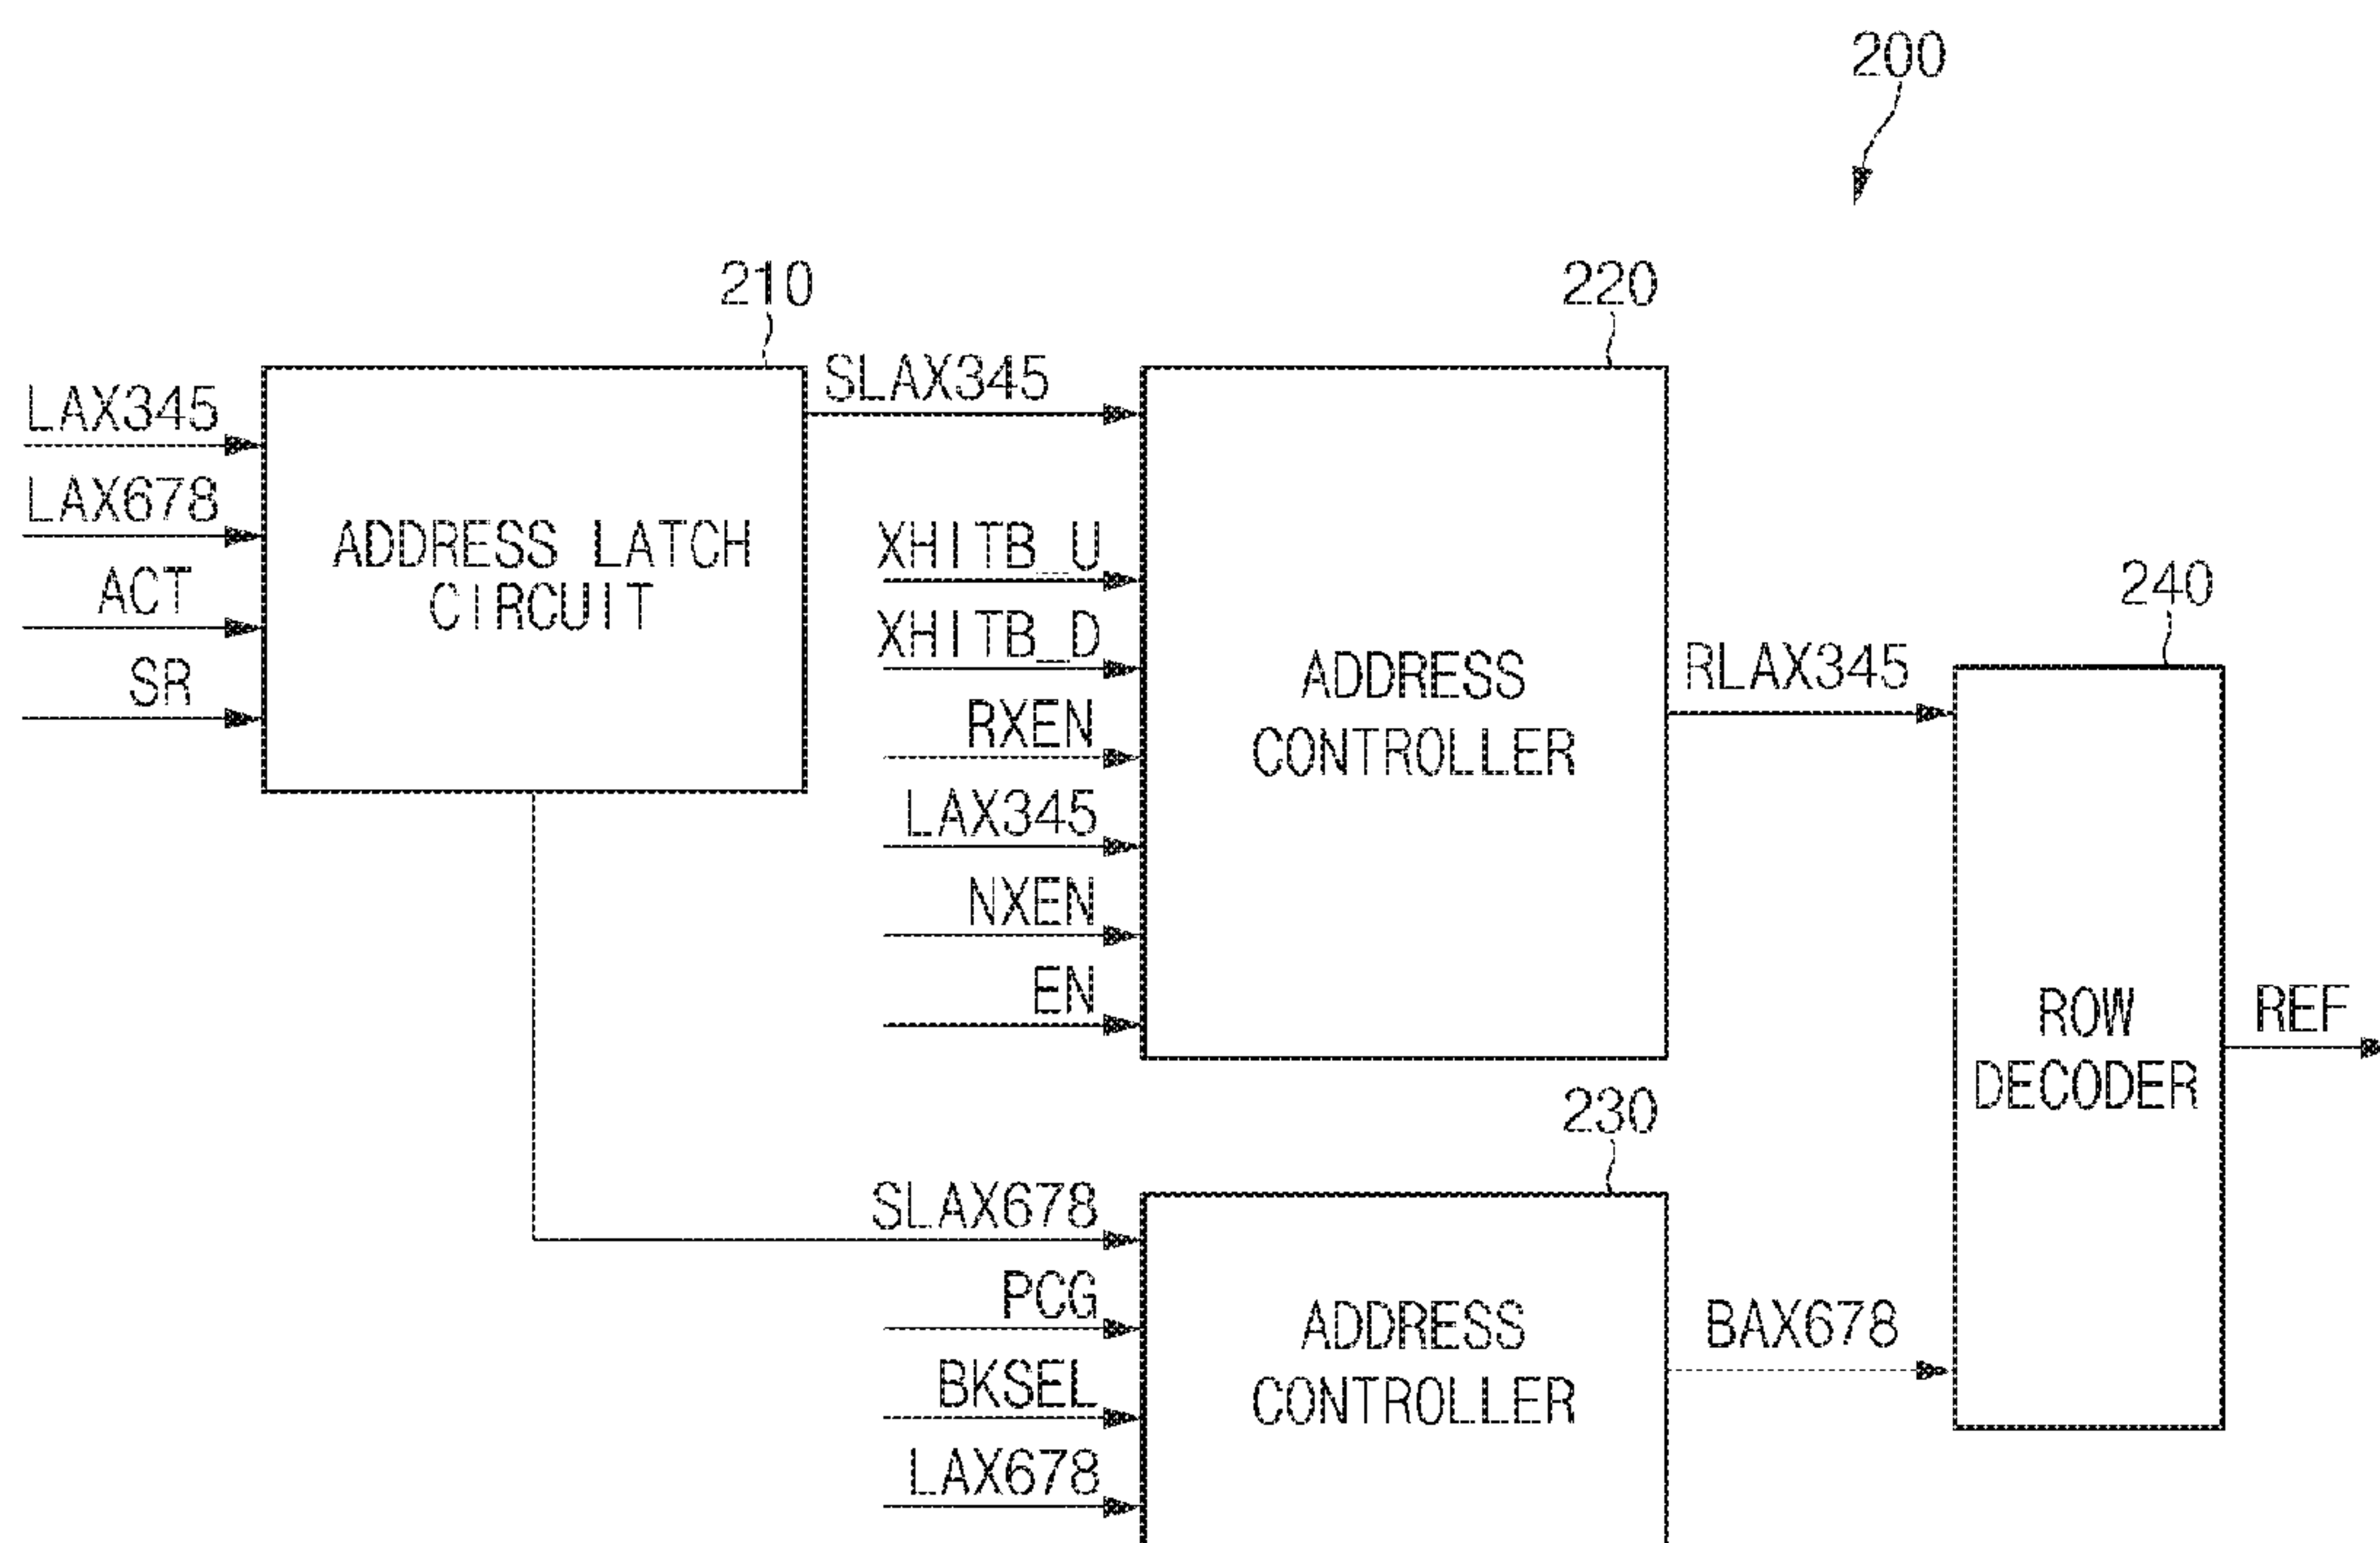 200
210
220
SLAX345
LAX345
LAX678
ACT
SR
ADDRESS LATCH
CIRCUIT
XHITB_U
XHITB_D
RXEN
LAX345
NXEN
EN
ADDRESS
CONTROLLER
RLAX345
240
ROW
DECODER
REF
230
SLAX678
PCG
BKSEL
LAX678
ADDRESS
CONTROLLER
BAX678